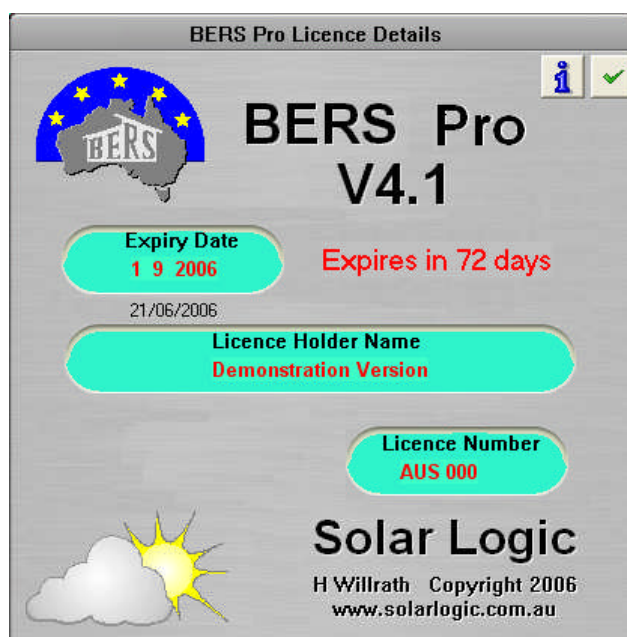 BERS Pro Licence Details
i
BERS
BERS Pro
V4.1
Expiry Date
1 9 2006
Expires in 72 days
21/06/2006
Licence Holder Name
Demonstration Version
Licence Number
AUS 000
Solar Logic
H Willrath Copyright 2006
www.solarlogic.com.au